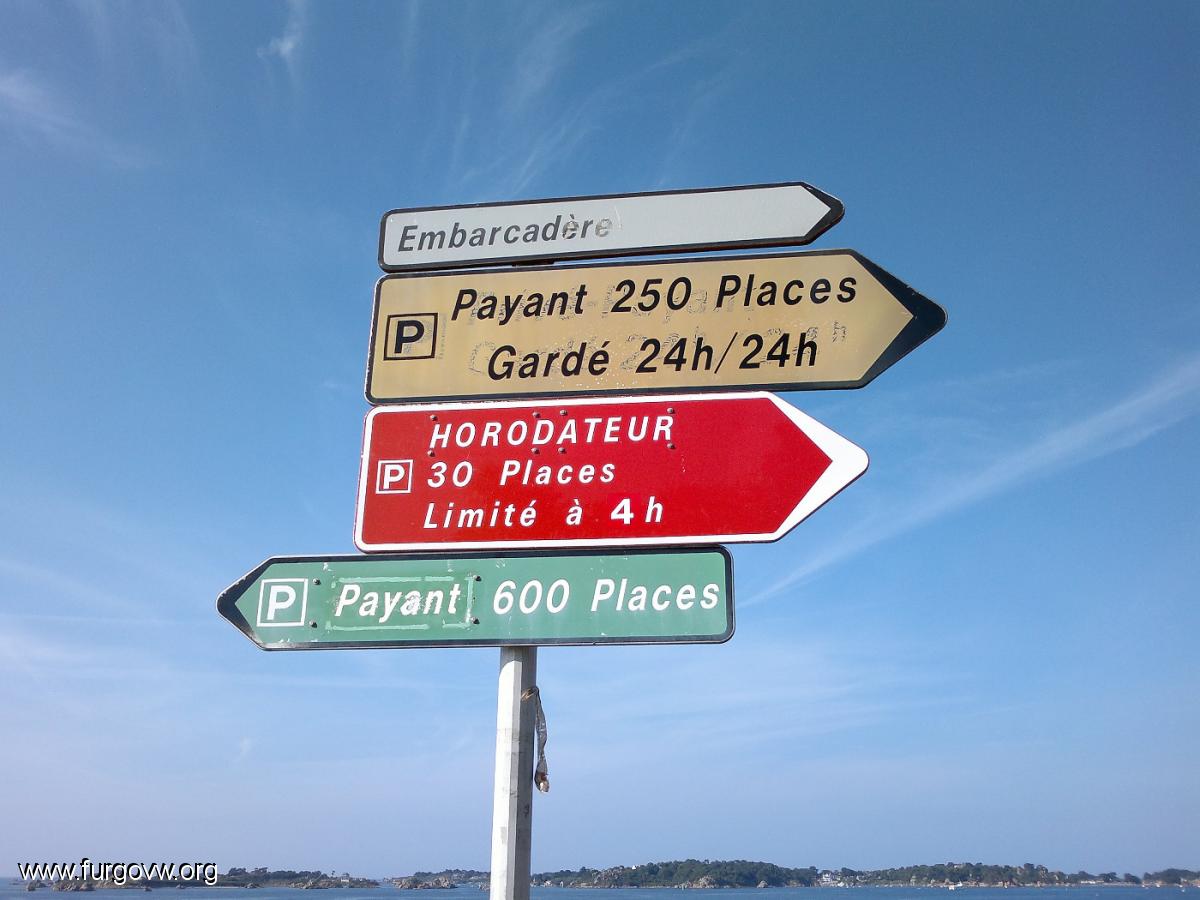 Embarcadère
P
Payant 250 Places
Gardé 24h/24h
HORODATEUR
P
30 Places
Limité à 4h
P Payant 600 Places
www.furgovw.org